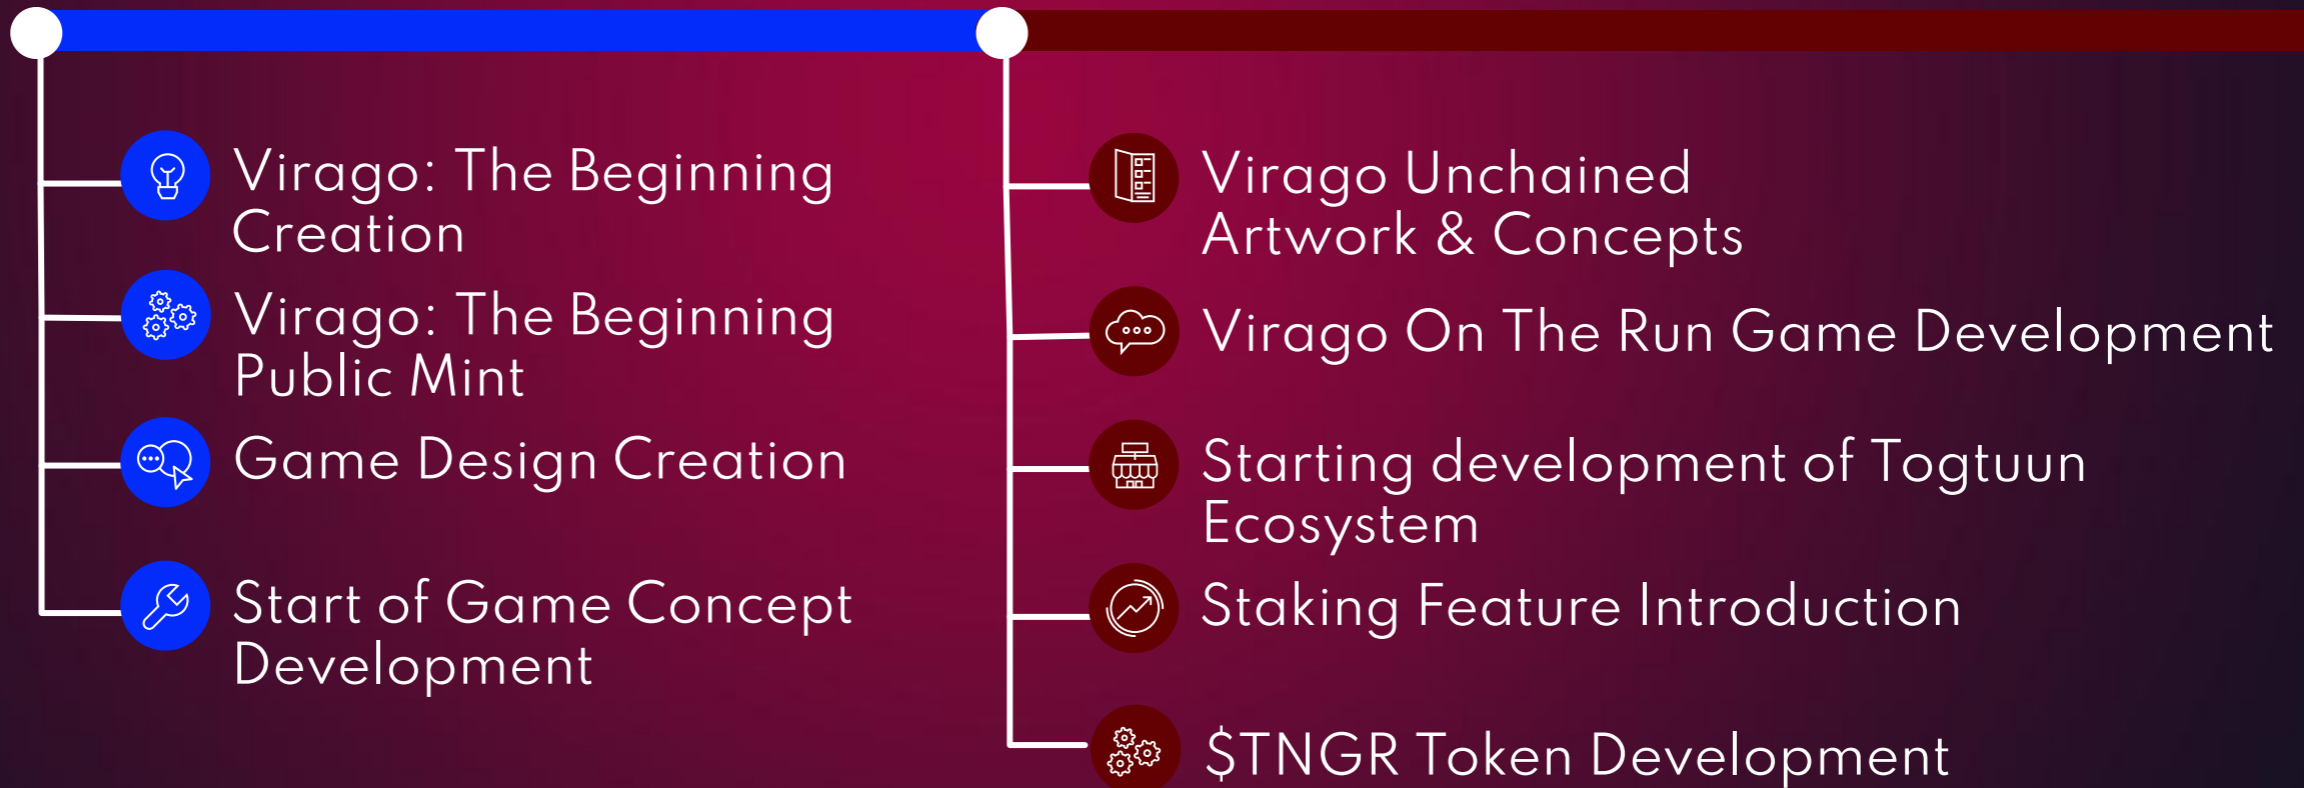 Virago: The Beginning
Creation
Virago: The Beginning
Public Mint
Game Design Creation
Start of Game Concept
Development
Virago Unchained
Artwork & Concepts
Virago On The Run Game Development
Starting development of Togtuun
Ecosystem
Staking Feature Introduction
$TNGR Token Development